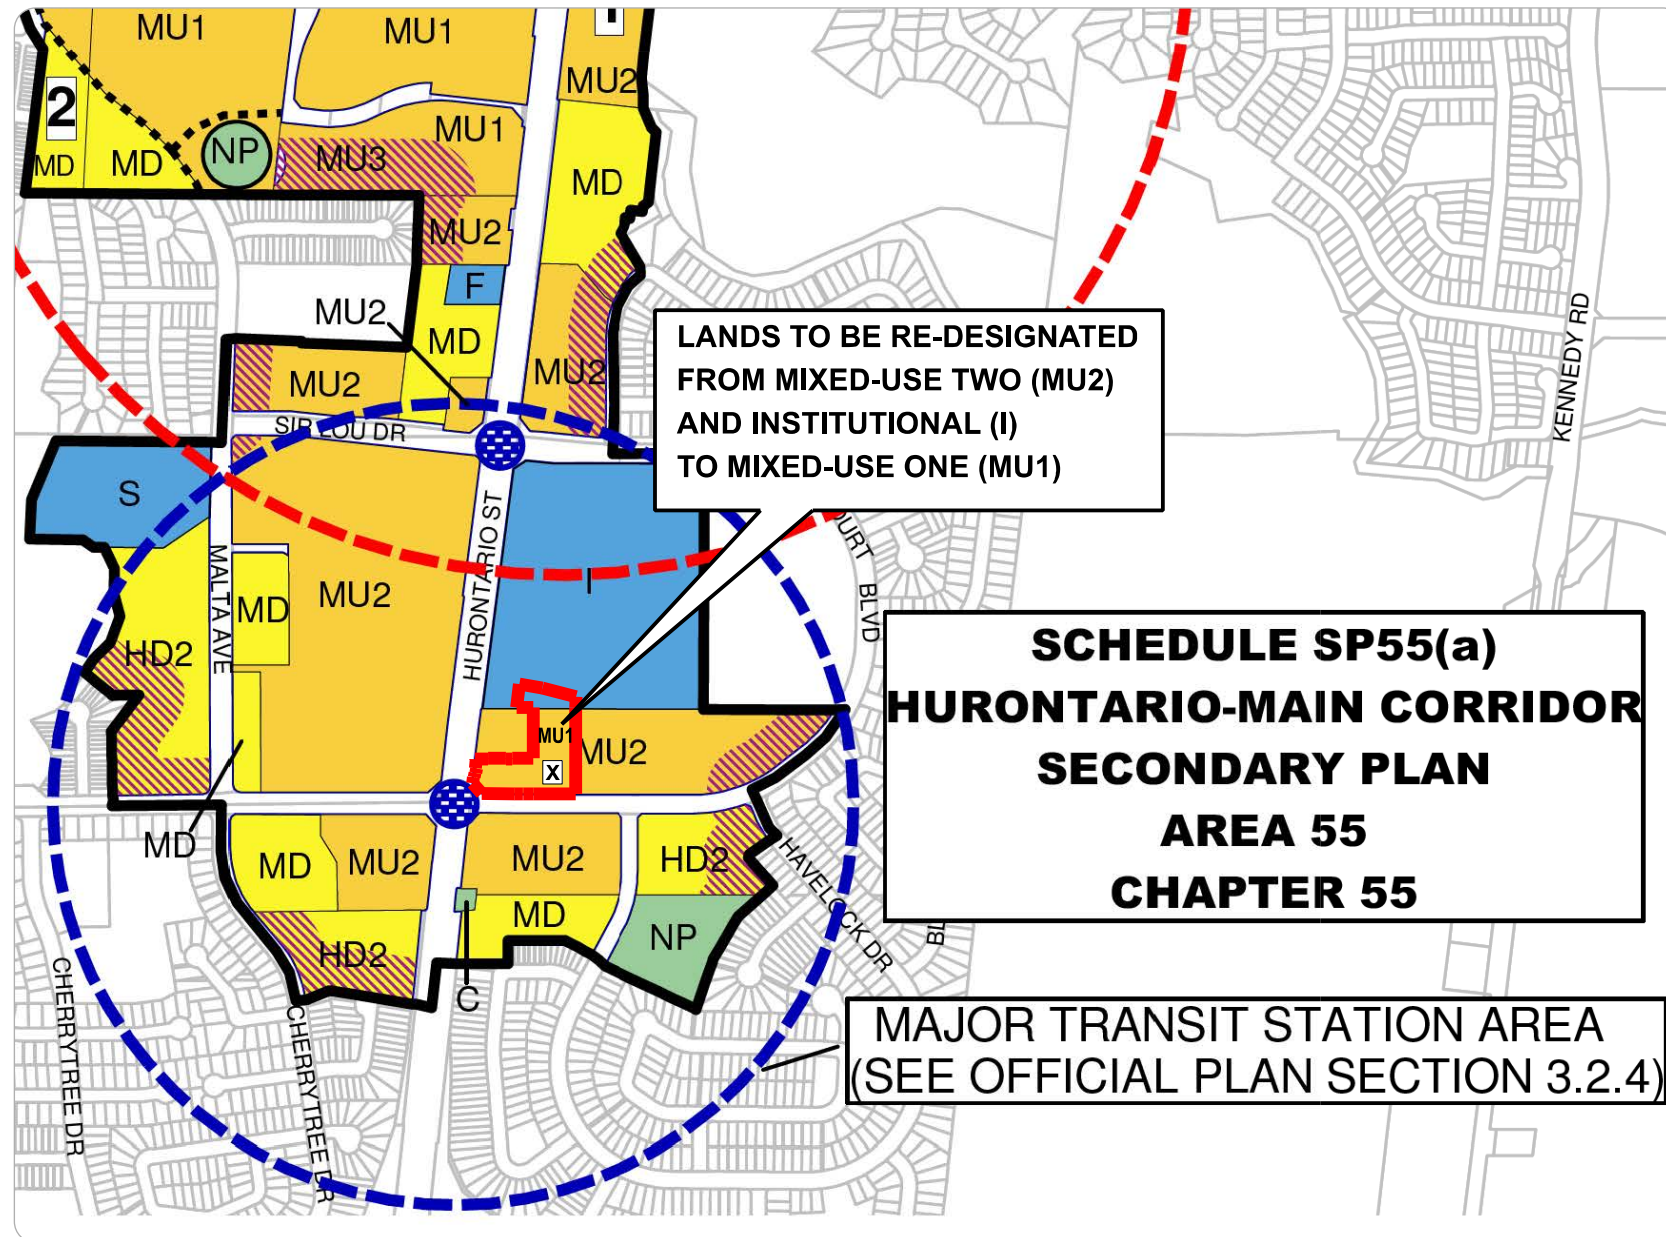 MU1
MU1
1
MU2
2
MU1
MD
MD
NP
MU3
MD
MU2
F
MU2
MD
MU2
MU2
SIR LOU DR
LANDS TO BE RE-DESIGNATED
FROM MIXED-USE TWO (MU2)
AND INSTITUTIONAL (I)
TO MIXED-USE ONE (MU1)
KENNEDY RD
S
HURONTARIO ST
MALTA AVE
MU2
MD
I
HD2
OURT BLVD
SCHEDULE SP55(a)
HURONTARIO-MAIN CORRIDOR
SECONDARY PLAN
AREA 55
CHAPTER 55
MU1
MU2
X
MD
MD
MU2
MU2
HD2
HAVELOCK DR
BL
HD2
MD
NP
C
CHERRYTREE DR
CHERRYTREE DR
MAJOR TRANSIT STATION AREA
(SEE OFFICIAL PLAN SECTION 3.2.4)